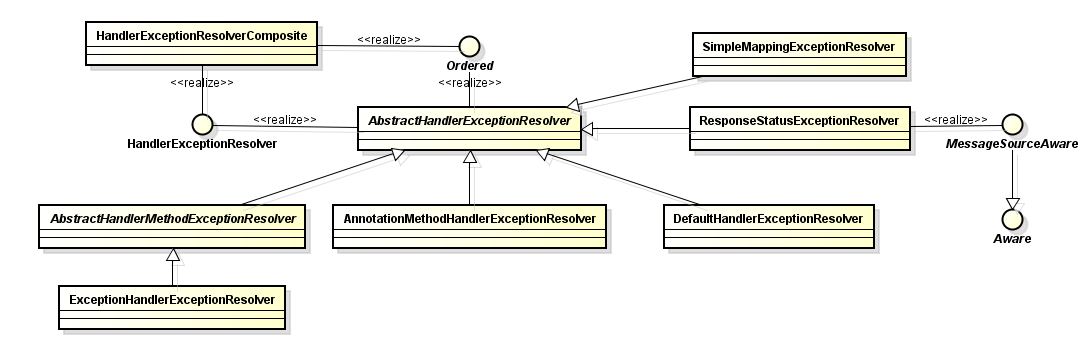 HandlerExceptionResolverComposite
<<realize>>
Ordered
SimpleMappingExceptionResolver
<<realize>>
<<realize>>
AbstractHandlerExceptionResolver
ResponseStatusExceptionResolver
<<realize>>
<<realize>>
HandlerExceptionResolver
MessageSourceAware
AbstractHandlerMethodExceptionResolver
AnnotationMethodHandlerExceptionResolver
DefaultHandlerExceptionResolver
Aware
ExceptionHandlerExceptionResolver